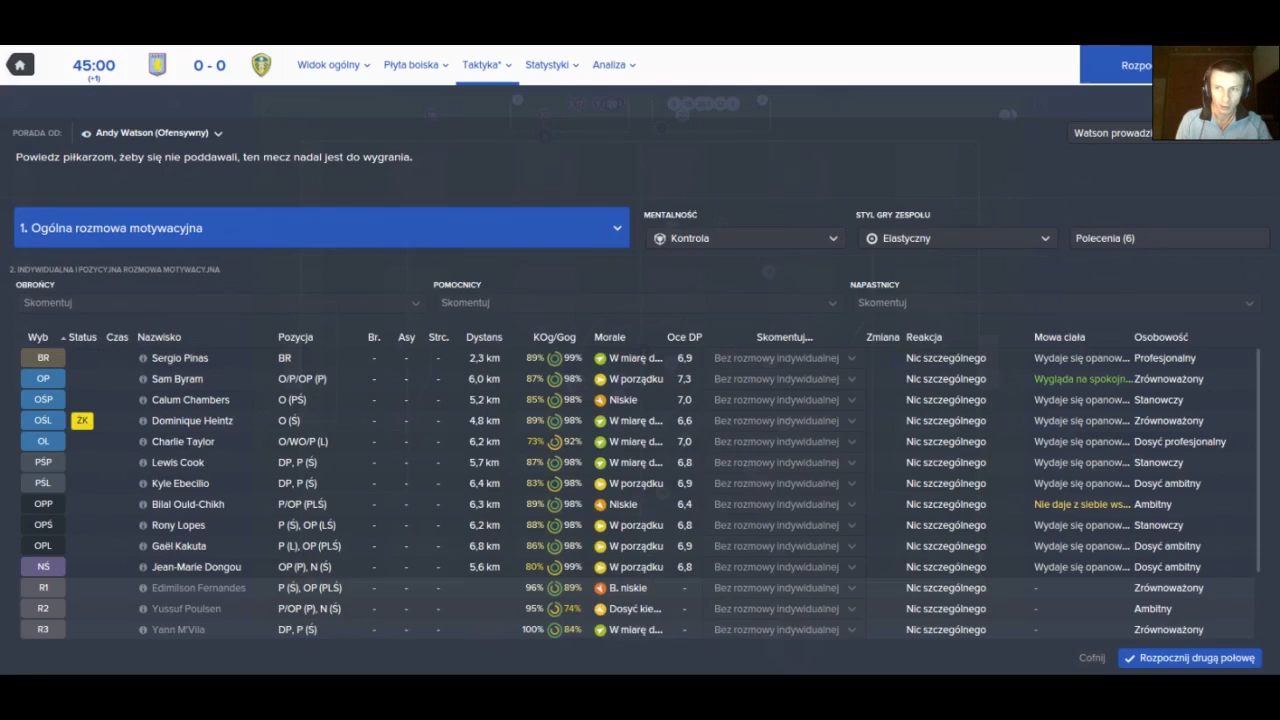 45:00 0 - 0 Widok ogólny Płyta boiska Taktyka* Statystyki Analiza Rozpo
(+1)
PORADA OD: Andy Watson (Ofensywny) Watson prowadzi
Powiedz piłkarzom, żeby się nie poddawali, ten mecz nadal jest do wygrania.
MENTALNOŚĆ STYL GRY ZESPOŁU
1. Ogólna rozmowa motywacyjna Kontrola Elastyczny Polecenia (6)
2. INDYWIDUALNA I POZYCYJNA ROZMOWA MOTYWACYJNA
OBROŃCY POMOCNICY NAPASTNICY
Skomentuj Skomentuj Skomentuj
Wyb Status Czas Nazwisko Pozycja Br. Asy Strc. Dystans KOg/Gog Morale Oce DP Skomentuj... Zmiana Reakcja Mowa ciała Osobowość
BR Sergio Pinas BR - - - 2,3 km 89% 99% W miarę d... 6,9 Bez rozmowy indywidualnej Nic szczególnego Wydaje się opanow... Profesjonalny
OP Sam Byram O/P/OP (P) - - - 6,0 km 87% 98% W porządku 7,3 Bez rozmowy indywidualnej Nic szczególnego Wygląda na spokojn... Zrównoważony
OŚP Calum Chambers O (PŚ) - - - 5,2 km 85% 98% Niskie 7,0 Bez rozmowy indywidualnej Nic szczególnego Wydaje się opanow... Stanowczy
OŚL ŻK Dominique Heintz O (Ś) - - - 4,8 km 89% 98% W miarę d... 6,6 Bez rozmowy indywidualnej Nic szczególnego Wydaje się opanow... Zrównoważony
OL Charlie Taylor O/WO/P (L) - - - 6,2 km 73% 92% W miarę d... 7,0 Bez rozmowy indywidualnej Nic szczególnego Wydaje się opanow... Dosyć profesjonalny
PŚP Lewis Cook DP, P (Ś) - - - 5,7 km 87% 98% W miarę d... 6,8 Bez rozmowy indywidualnej Nic szczególnego Wydaje się opanow... Stanowczy
PŚL Kyle Ebecilio DP, P (Ś) - - - 6,4 km 83% 98% W porządku 6,9 Bez rozmowy indywidualnej Nic szczególnego Wydaje się opanow... Dosyć ambitny
OPP Bilal Ould-Chikh P/OP (PLŚ) - - - 6,3 km 89% 98% Niskie 6,4 Bez rozmowy indywidualnej Nic szczególnego Nie daje z siebie ws... Ambitny
OPŚ Rony Lopes P (Ś), OP (LŚ) - - - 6,2 km 88% 98% W porządku 6,8 Bez rozmowy indywidualnej Nic szczególnego Wydaje się opanow... Stanowczy
OPL Gaël Kakuta P (L), OP (PLŚ) - - - 6,8 km 86% 98% W porządku 6,9 Bez rozmowy indywidualnej Nic szczególnego Wydaje się opanow... Dosyć ambitny
NŚ Jean-Marie Dongou OP (P), N (Ś) - - - 5,6 km 80% 99% W porządku 6,8 Bez rozmowy indywidualnej Nic szczególnego Wydaje się opanow... Dosyć ambitny
R1 Edimilson Fernandes P (Ś), OP (PLŚ) - - - 96% 89% B. niskie - Bez rozmowy indywidualnej Nic szczególnego - Zrównoważony
R2 Yussuf Poulsen P/OP (P), N (Ś) - - - 95% 74% Dosyć kie... - Bez rozmowy indywidualnej Nic szczególnego - Ambitny
R3 Yann M'Vila DP, P (Ś) - - - 100% 84% W miarę d... - Bez rozmowy indywidualnej Nic szczególnego - Zrównoważony
Cofnij Rozpocznij drugą połowę